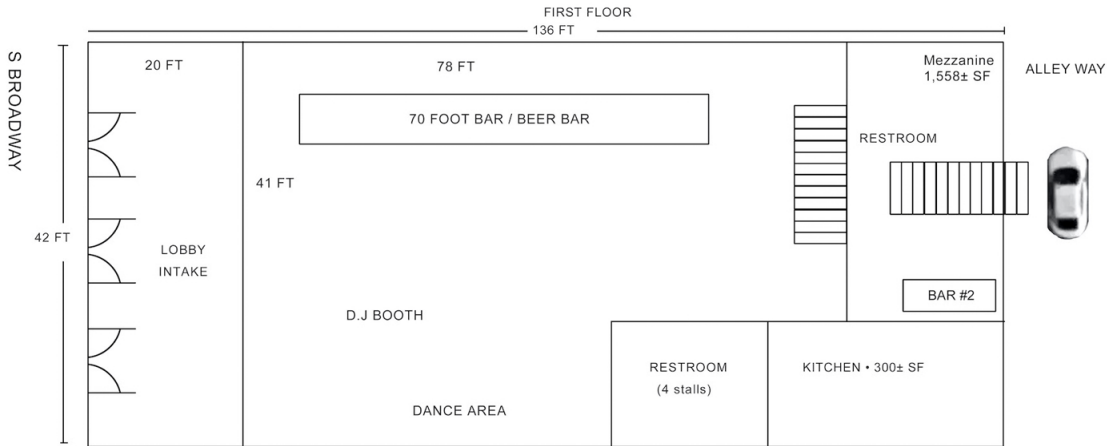 FIRST FLOOR
136 FT
S BROADWAY
20 FT
78 FT
Mezzanine
1,558± SF
ALLEY WAY
70 FOOT BAR / BEER BAR
RESTROOM
41 FT
42 FT
LOBBY
INTAKE
BAR #2
D.J BOOTH
RESTROOM
(4 stalls)
KITCHEN • 300± SF
DANCE AREA